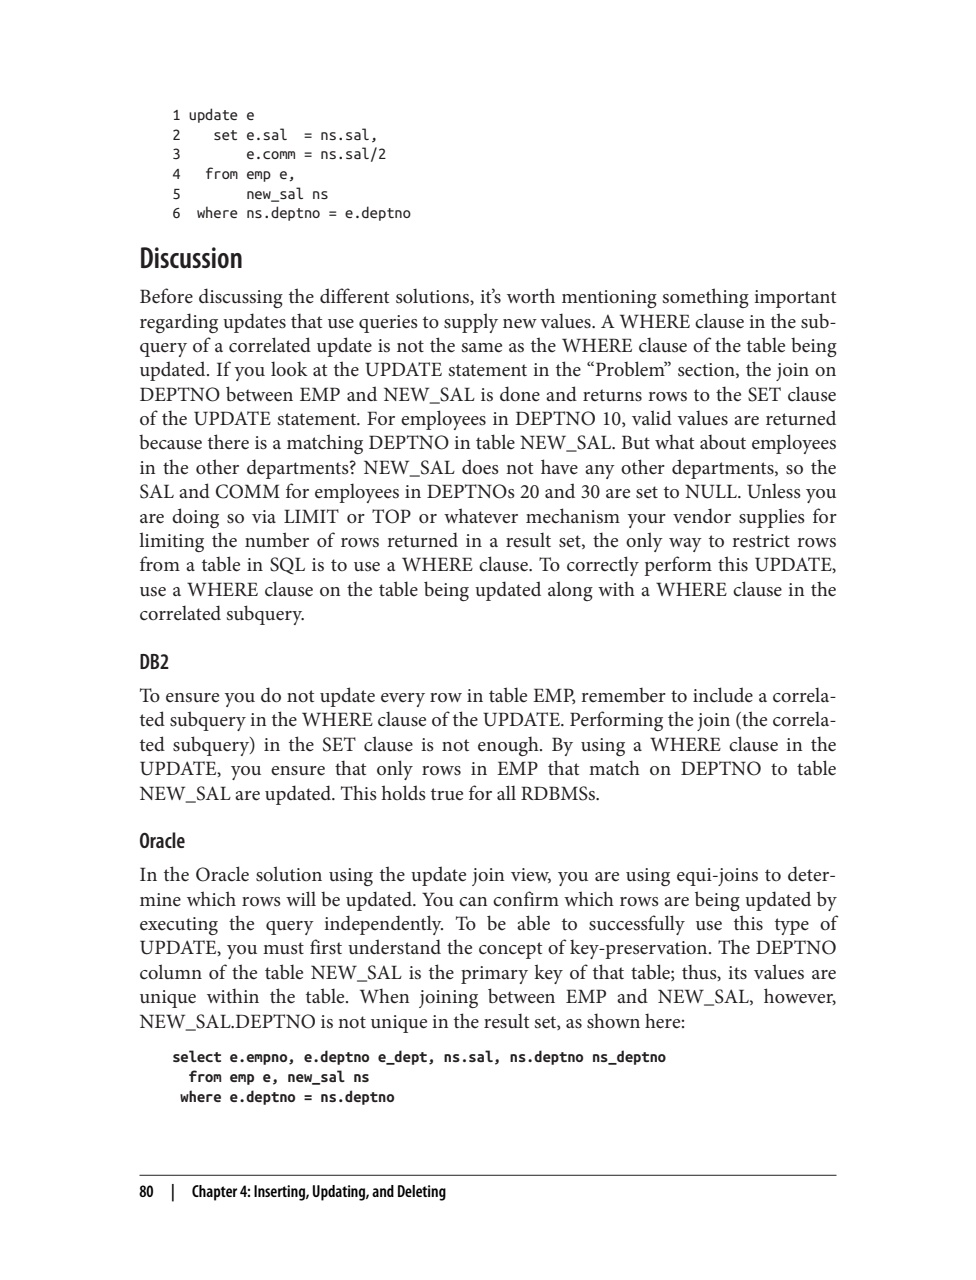 1 update e
2    set e.sal  = ns.sal,
3        e.comm = ns.sal/2
4   from emp e,
5        new_sal ns
6  where ns.deptno = e.deptno
Discussion
Before discussing the different solutions, it’s worth mentioning something important
regarding updates that use queries to supply new values. A WHERE clause in the sub-
query of a correlated update is not the same as the WHERE clause of the table being
updated. If you look at the UPDATE statement in the “Problem” section, the join on
DEPTNO between EMP and NEW_SAL is done and returns rows to the SET clause
of the UPDATE statement. For employees in DEPTNO 10, valid values are returned
because there is a matching DEPTNO in table NEW_SAL. But what about employees
in the other departments? NEW_SAL does not have any other departments, so the
SAL and COMM for employees in DEPTNOs 20 and 30 are set to NULL. Unless you
are doing so via LIMIT or TOP or whatever mechanism your vendor supplies for
limiting the number of rows returned in a result set, the only way to restrict rows
from a table in SQL is to use a WHERE clause. To correctly perform this UPDATE,
use a WHERE clause on the table being updated along with a WHERE clause in the
correlated subquery.
DB2
To ensure you do not update every row in table EMP, remember to include a correla-
ted subquery in the WHERE clause of the UPDATE. Performing the join (the correla-
ted subquery) in the SET clause is not enough. By using a WHERE clause in the
UPDATE, you ensure that only rows in EMP that match on DEPTNO to table
NEW_SAL are updated. This holds true for all RDBMSs.
Oracle
In the Oracle solution using the update join view, you are using equi-joins to deter-
mine which rows will be updated. You can confirm which rows are being updated by
executing the query independently. To be able to successfully use this type of
UPDATE, you must first understand the concept of key-preservation. The DEPTNO
column of the table NEW_SAL is the primary key of that table; thus, its values are
unique within the table. When joining between EMP and NEW_SAL, however,
NEW_SAL.DEPTNO is not unique in the result set, as shown here:
select e.empno, e.deptno e_dept, ns.sal, ns.deptno ns_deptno
  from emp e, new_sal ns
 where e.deptno = ns.deptno
80 | Chapter 4: Inserting, Updating, and Deleting